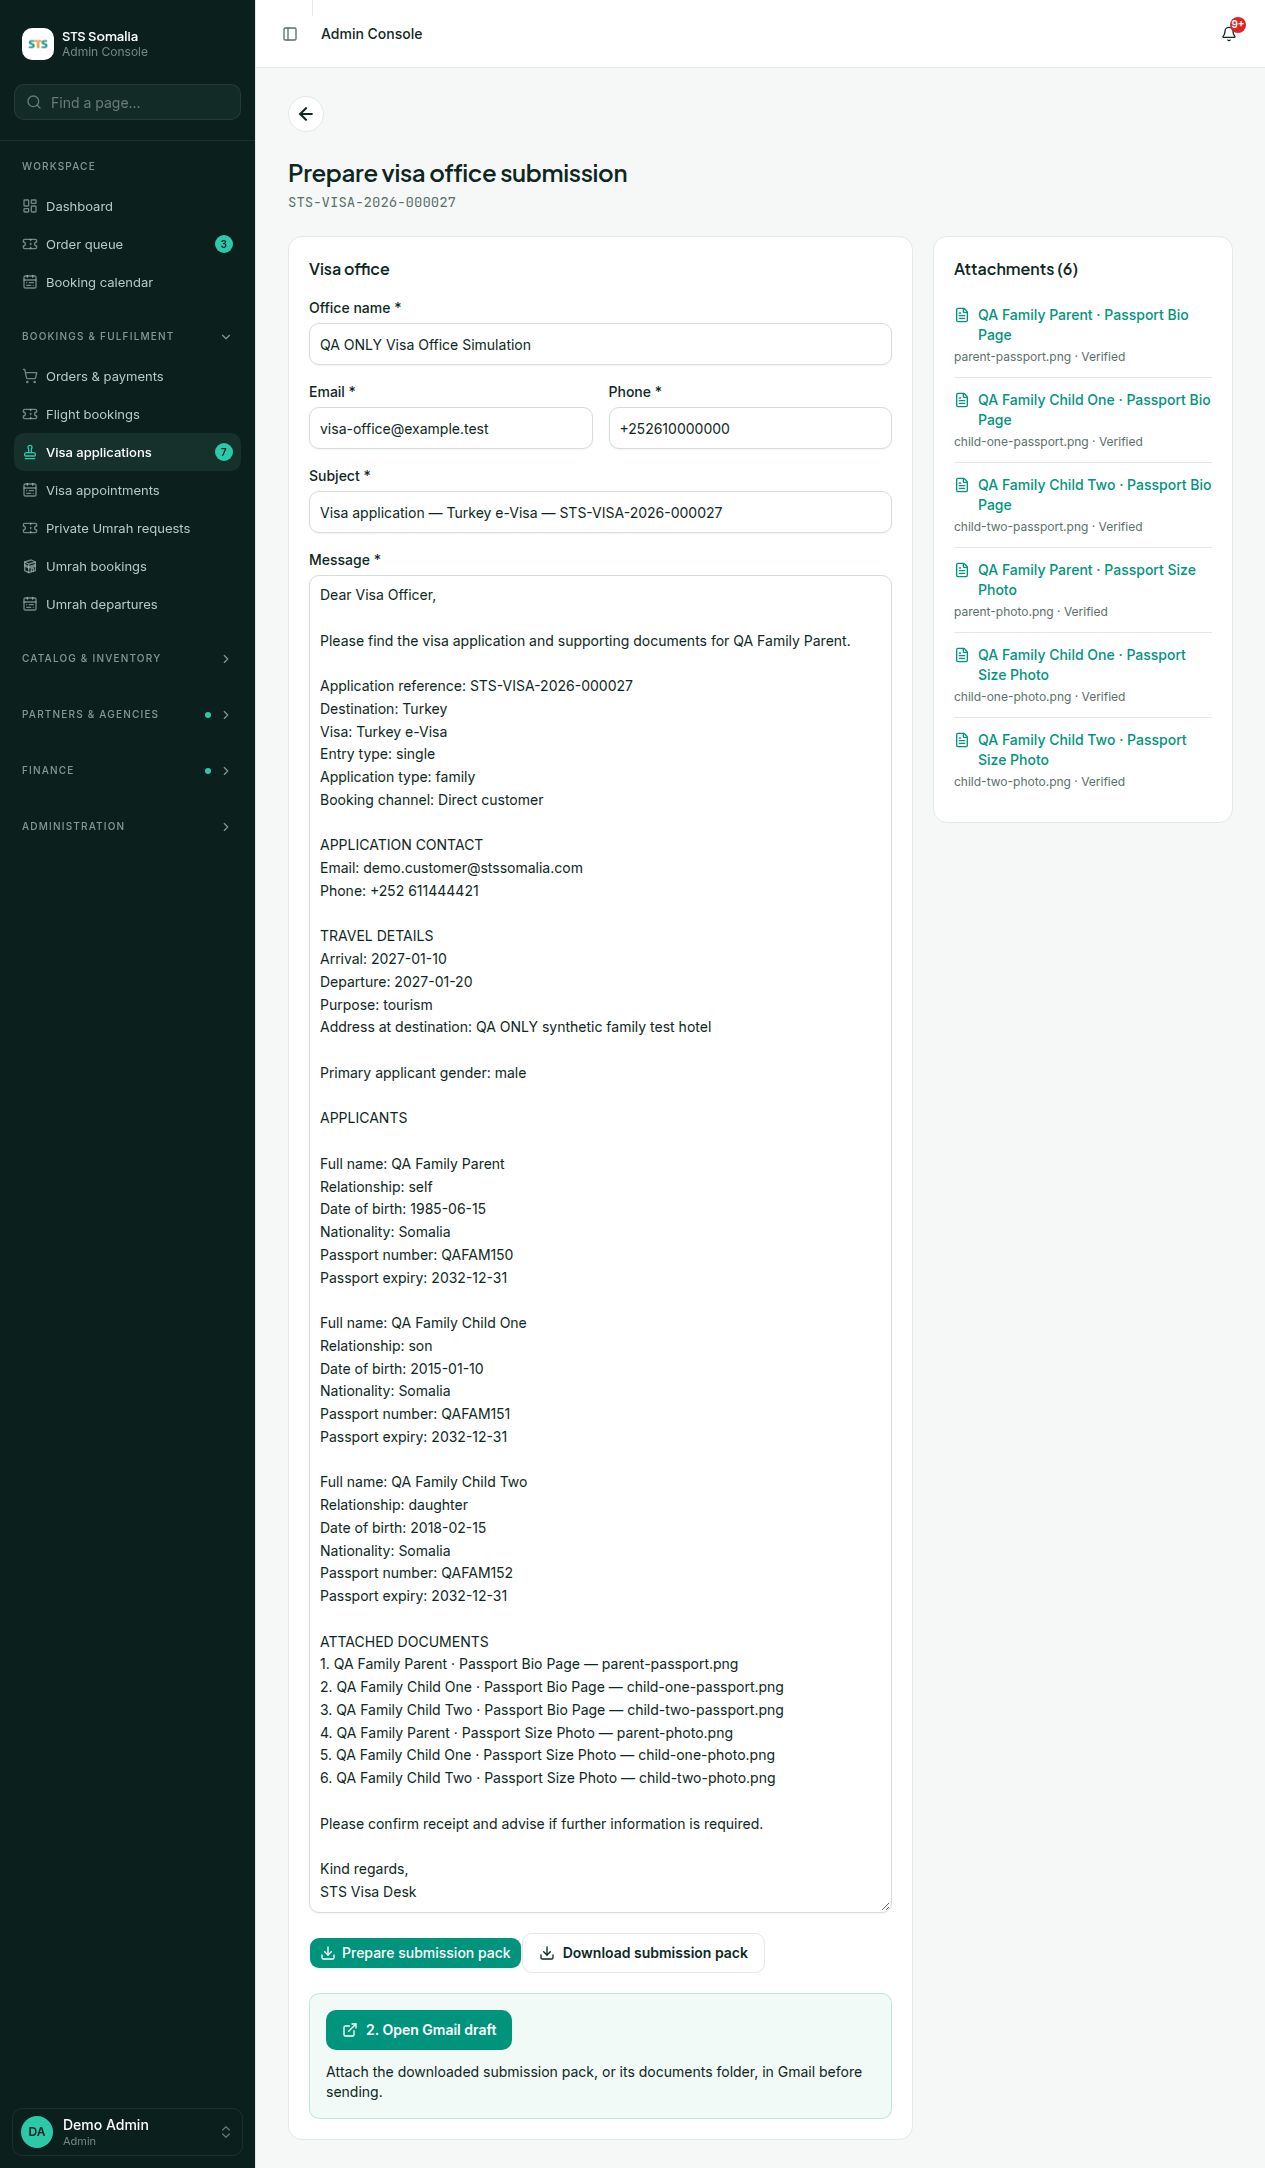 STS Somalia
Admin Console
Find a page...
WORKSPACE
Dashboard
Order queue 3
Booking calendar
BOOKINGS & FULFILMENT
Orders & payments
Flight bookings
Visa applications 7
Visa appointments
Private Umrah requests
Umrah bookings
Umrah departures
CATALOG & INVENTORY
PARTNERS & AGENCIES
FINANCE
ADMINISTRATION
DA
Demo Admin
Admin
Admin Console
9+
Prepare visa office submission
STS-VISA-2026-000027
Visa office
Office name *
QA ONLY Visa Office Simulation
Email * Phone *
visa-office@example.test +252610000000
Subject *
Visa application — Turkey e-Visa — STS-VISA-2026-000027
Message *
Dear Visa Officer,
Please find the visa application and supporting documents for QA Family Parent.
Application reference: STS-VISA-2026-000027
Destination: Turkey
Visa: Turkey e-Visa
Entry type: single
Application type: family
Booking channel: Direct customer
APPLICATION CONTACT
Email: demo.customer@stssomalia.com
Phone: +252 611444421
TRAVEL DETAILS
Arrival: 2027-01-10
Departure: 2027-01-20
Purpose: tourism
Address at destination: QA ONLY synthetic family test hotel
Primary applicant gender: male
APPLICANTS
Full name: QA Family Parent
Relationship: self
Date of birth: 1985-06-15
Nationality: Somalia
Passport number: QAFAM150
Passport expiry: 2032-12-31
Full name: QA Family Child One
Relationship: son
Date of birth: 2015-01-10
Nationality: Somalia
Passport number: QAFAM151
Passport expiry: 2032-12-31
Full name: QA Family Child Two
Relationship: daughter
Date of birth: 2018-02-15
Nationality: Somalia
Passport number: QAFAM152
Passport expiry: 2032-12-31
ATTACHED DOCUMENTS
1. QA Family Parent · Passport Bio Page — parent-passport.png
2. QA Family Child One · Passport Bio Page — child-one-passport.png
3. QA Family Child Two · Passport Bio Page — child-two-passport.png
4. QA Family Parent · Passport Size Photo — parent-photo.png
5. QA Family Child One · Passport Size Photo — child-one-photo.png
6. QA Family Child Two · Passport Size Photo — child-two-photo.png
Please confirm receipt and advise if further information is required.
Kind regards,
STS Visa Desk
Prepare submission pack Download submission pack
2. Open Gmail draft
Attach the downloaded submission pack, or its documents folder, in Gmail before
sending.
Attachments (6)
QA Family Parent · Passport Bio
Page
parent-passport.png · Verified
QA Family Child One · Passport Bio
Page
child-one-passport.png · Verified
QA Family Child Two · Passport Bio
Page
child-two-passport.png · Verified
QA Family Parent · Passport Size
Photo
parent-photo.png · Verified
QA Family Child One · Passport
Size Photo
child-one-photo.png · Verified
QA Family Child Two · Passport
Size Photo
child-two-photo.png · Verified